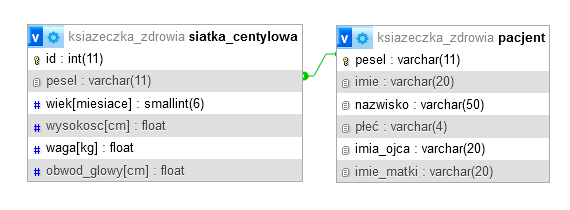 v ksiazeczka_zdrowia siatka_centylowa
id : int(11)
pesel : varchar(11)
# wiek[miesiace] : smallint(6)
# wysokosc[cm] : float
# waga[kg] : float
# obwod_glowy[cm] : float
v ksiazeczka_zdrowia pacjent
pesel : varchar(11)
imie : varchar(20)
nazwisko : varchar(50)
płeć : varchar(4)
imia_ojca : varchar(20)
imie_matki : varchar(20)